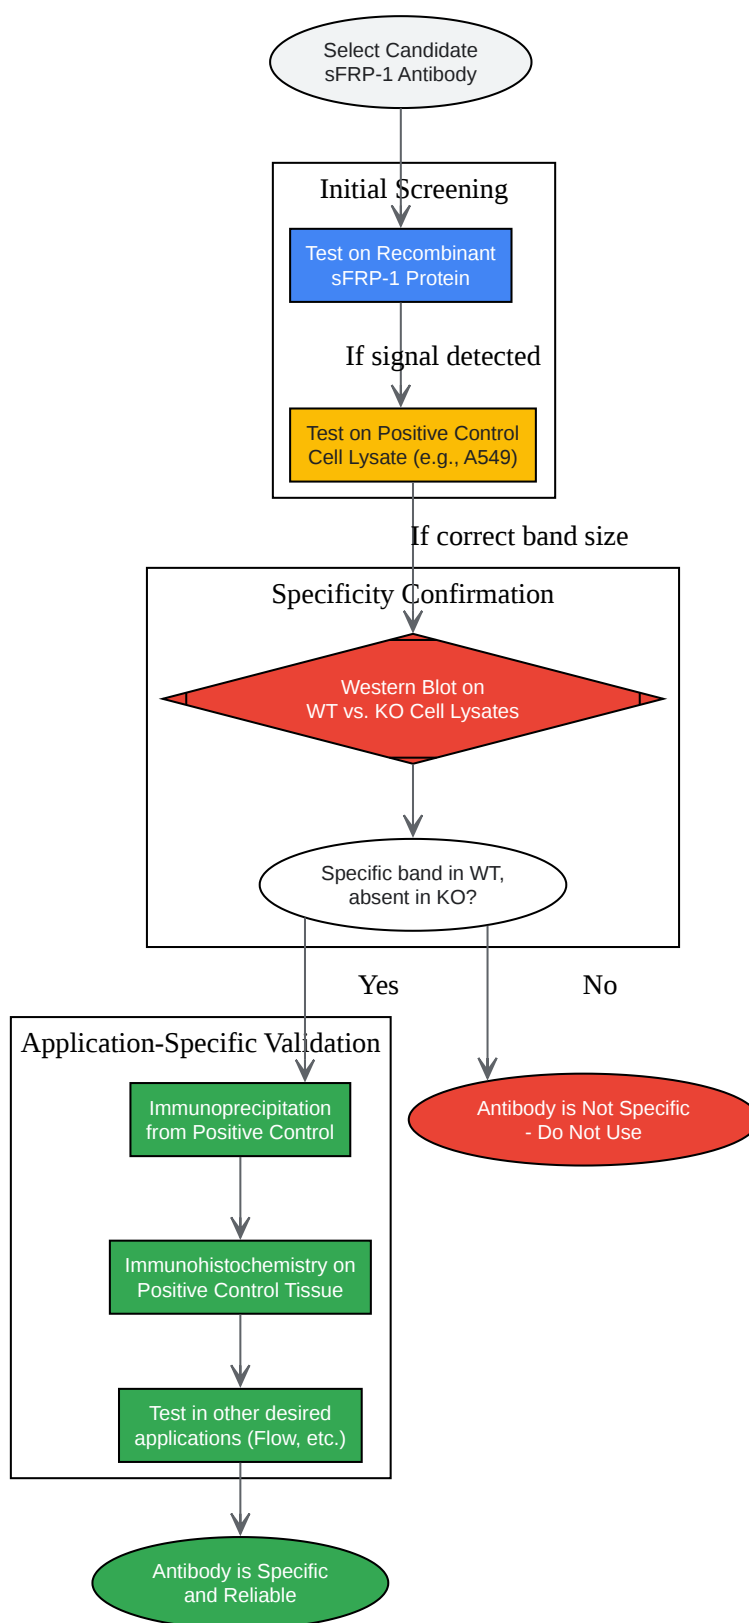 Select Candidate
sFRP-1 Antibody
Initial Screening
Test on Recombinant
sFRP-1 Protein
If signal detected
Test on Positive Control
Cell Lysate (e.g., A549)
If correct band size
Specificity Confirmation
Western Blot on
WT vs. KO Cell Lysates
Specific band in WT,
absent in KO?
Yes
No
Application-Specific Validation
Immunoprecipitation
from Positive Control
Antibody is Not Specific
- Do Not Use
Immunohistochemistry on
Positive Control Tissue
Test in other desired
applications (Flow, etc.)
Antibody is Specific
and Reliable